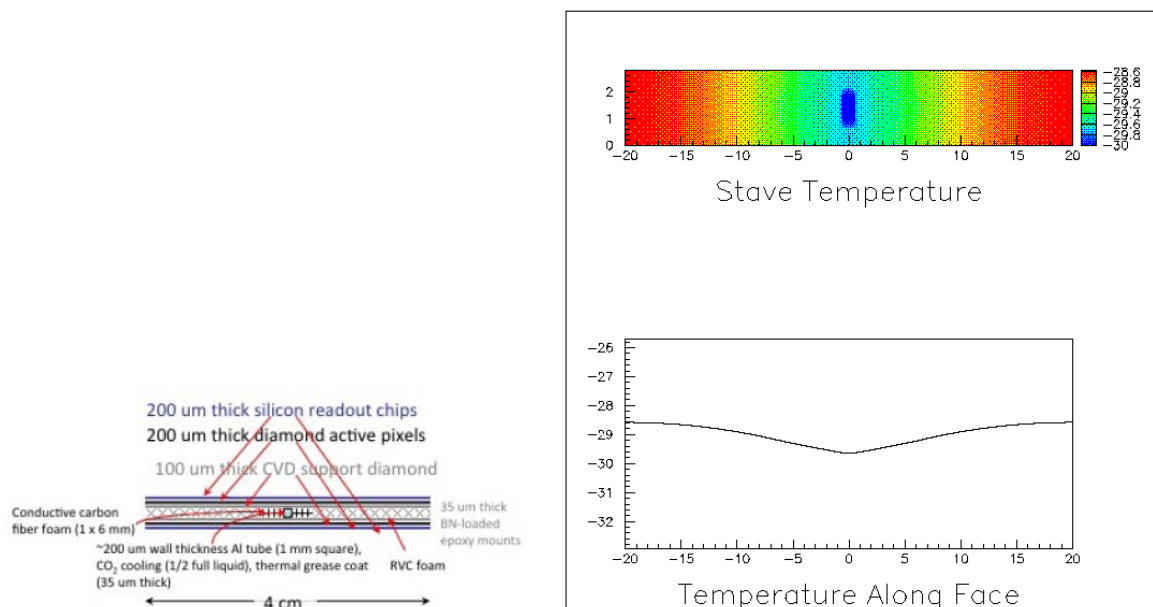 200 um thick silicon readout chips
200 um thick diamond active pixels
100 um thick CVD support diamond
Conductive carbon
fiber foam (1 x 6 mm)
35 um thick
BN-loaded
epoxy mounts
~200 um wall thickness Al tube (1 mm square),
CO₂ cooling (1/2 full liquid), thermal grease coat
(35 um thick)
RVC foam
4 cm
2
1
0
-20 -15 -10 -5 0 5 10 15 20
-28.6
-28.8
-29
-29.2
-29.4
-29.6
-29.8
-30
Stave Temperature
-26
-27
-28
-29
-30
-31
-32
-20 -15 -10 -5 0 5 10 15 20
Temperature Along Face